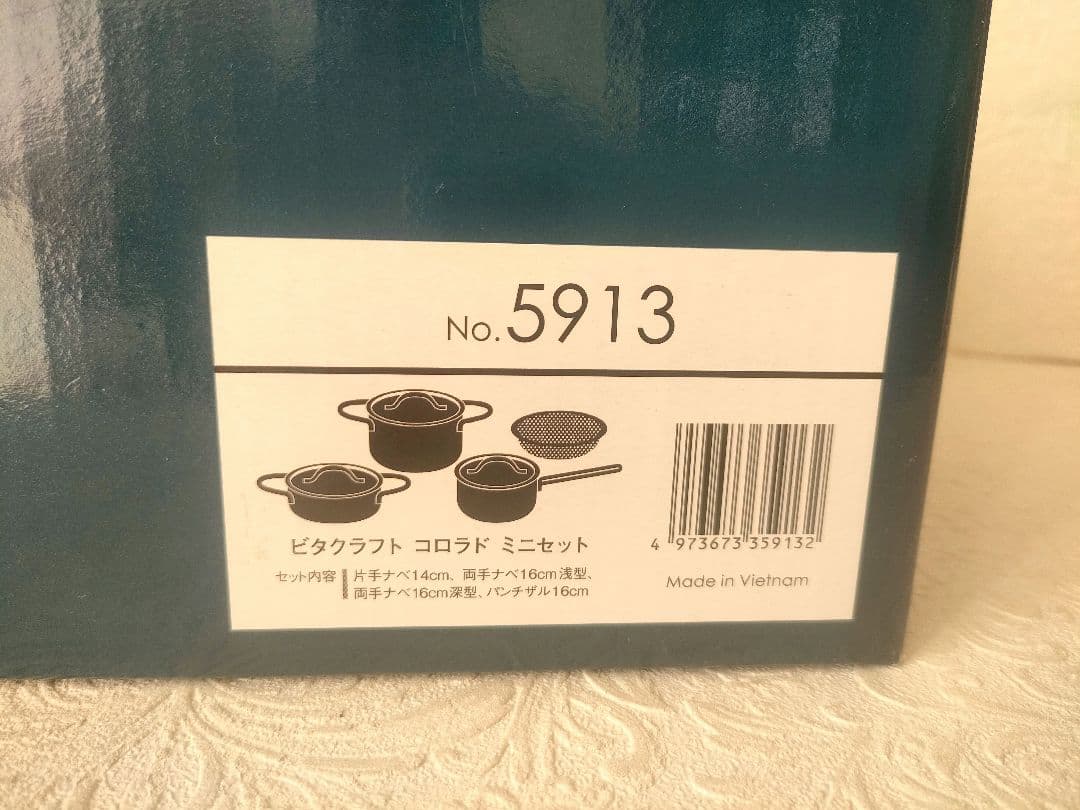 No.5913
ビタクラフト コロラド ミニセット
セット内容 片手ナベ14cm、両手ナベ16cm浅型、
両手ナベ16cm深型、パンチザル16cm
4 973673 359132
Made in Vietnam